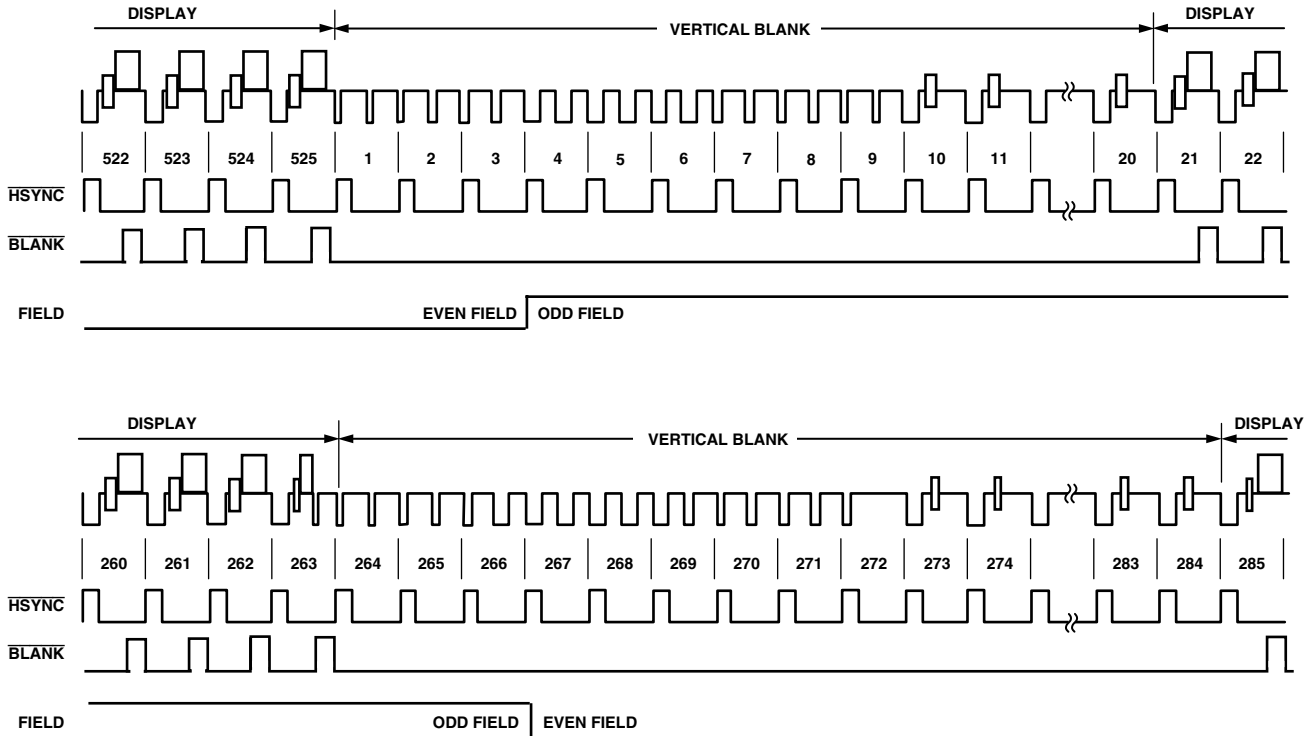 DISPLAY VERTICAL BLANK DISPLAY
522 523 524 525 1 2 3 4 5 6 7 8 9 10 11 20 21 22
HSYNC
BLANK
FIELD EVEN FIELD ODD FIELD
DISPLAY VERTICAL BLANK DISPLAY
260 261 262 263 264 265 266 267 268 269 270 271 272 273 274 283 284 285
HSYNC
BLANK
FIELD ODD FIELD EVEN FIELD